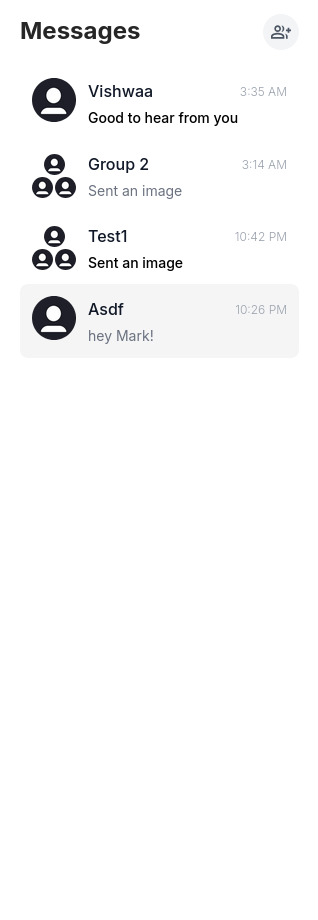 Messages
Vishwaa 3:35 AM
Good to hear from you
Group 2 3:14 AM
Sent an image
Test1 10:42 PM
Sent an image
Asdf 10:26 PM
hey Mark!